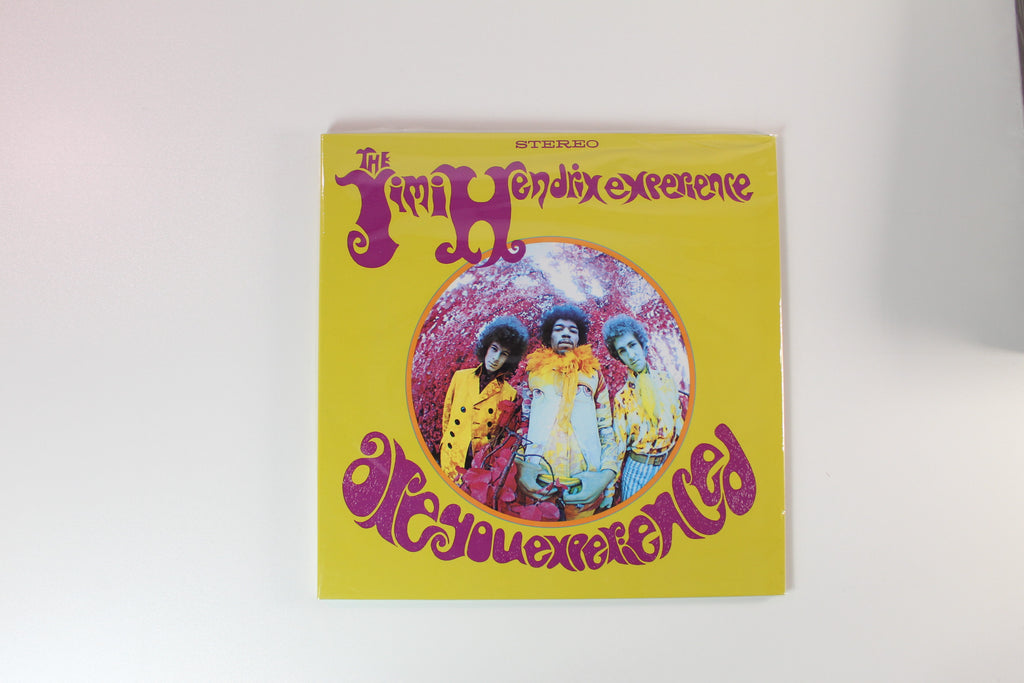 STEREO
THE
Jimi Hendrix experience
are you experienced